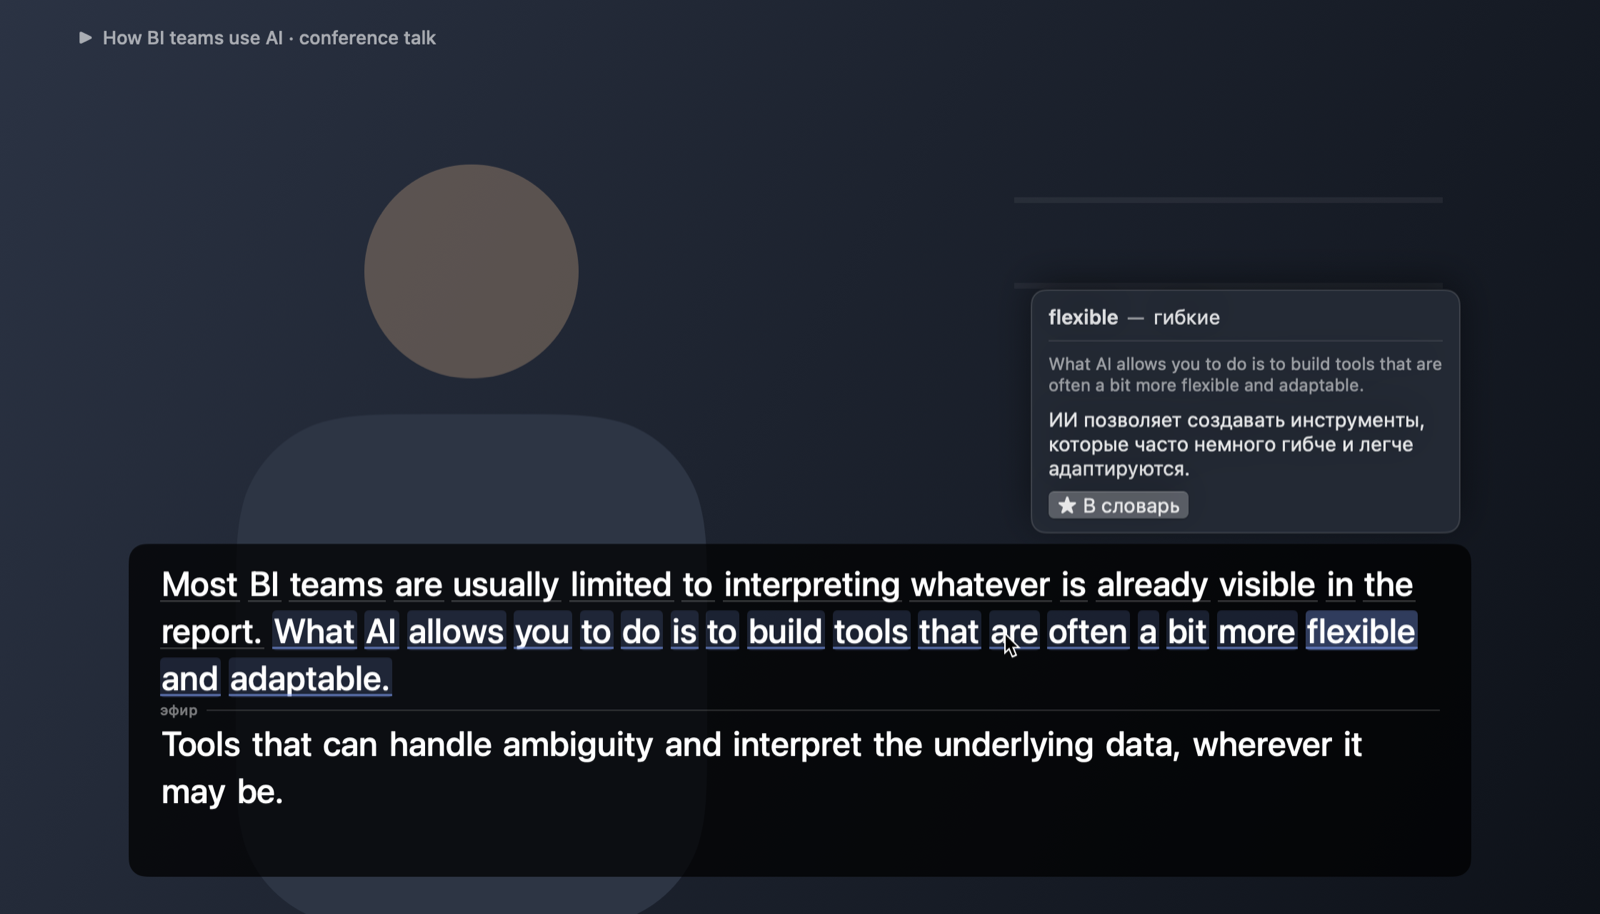 How BI teams use AI · conference talk
flexible — гибкие
What AI allows you to do is to build tools that are
often a bit more flexible and adaptable.
ИИ позволяет создавать инструменты,
которые часто немного гибче и легче
адаптируются.
★ В словарь
Most BI teams are usually limited to interpreting whatever is already visible in the
report. What AI allows you to do is to build tools that are often a bit more flexible
and adaptable.
эфир
Tools that can handle ambiguity and interpret the underlying data, wherever it
may be.